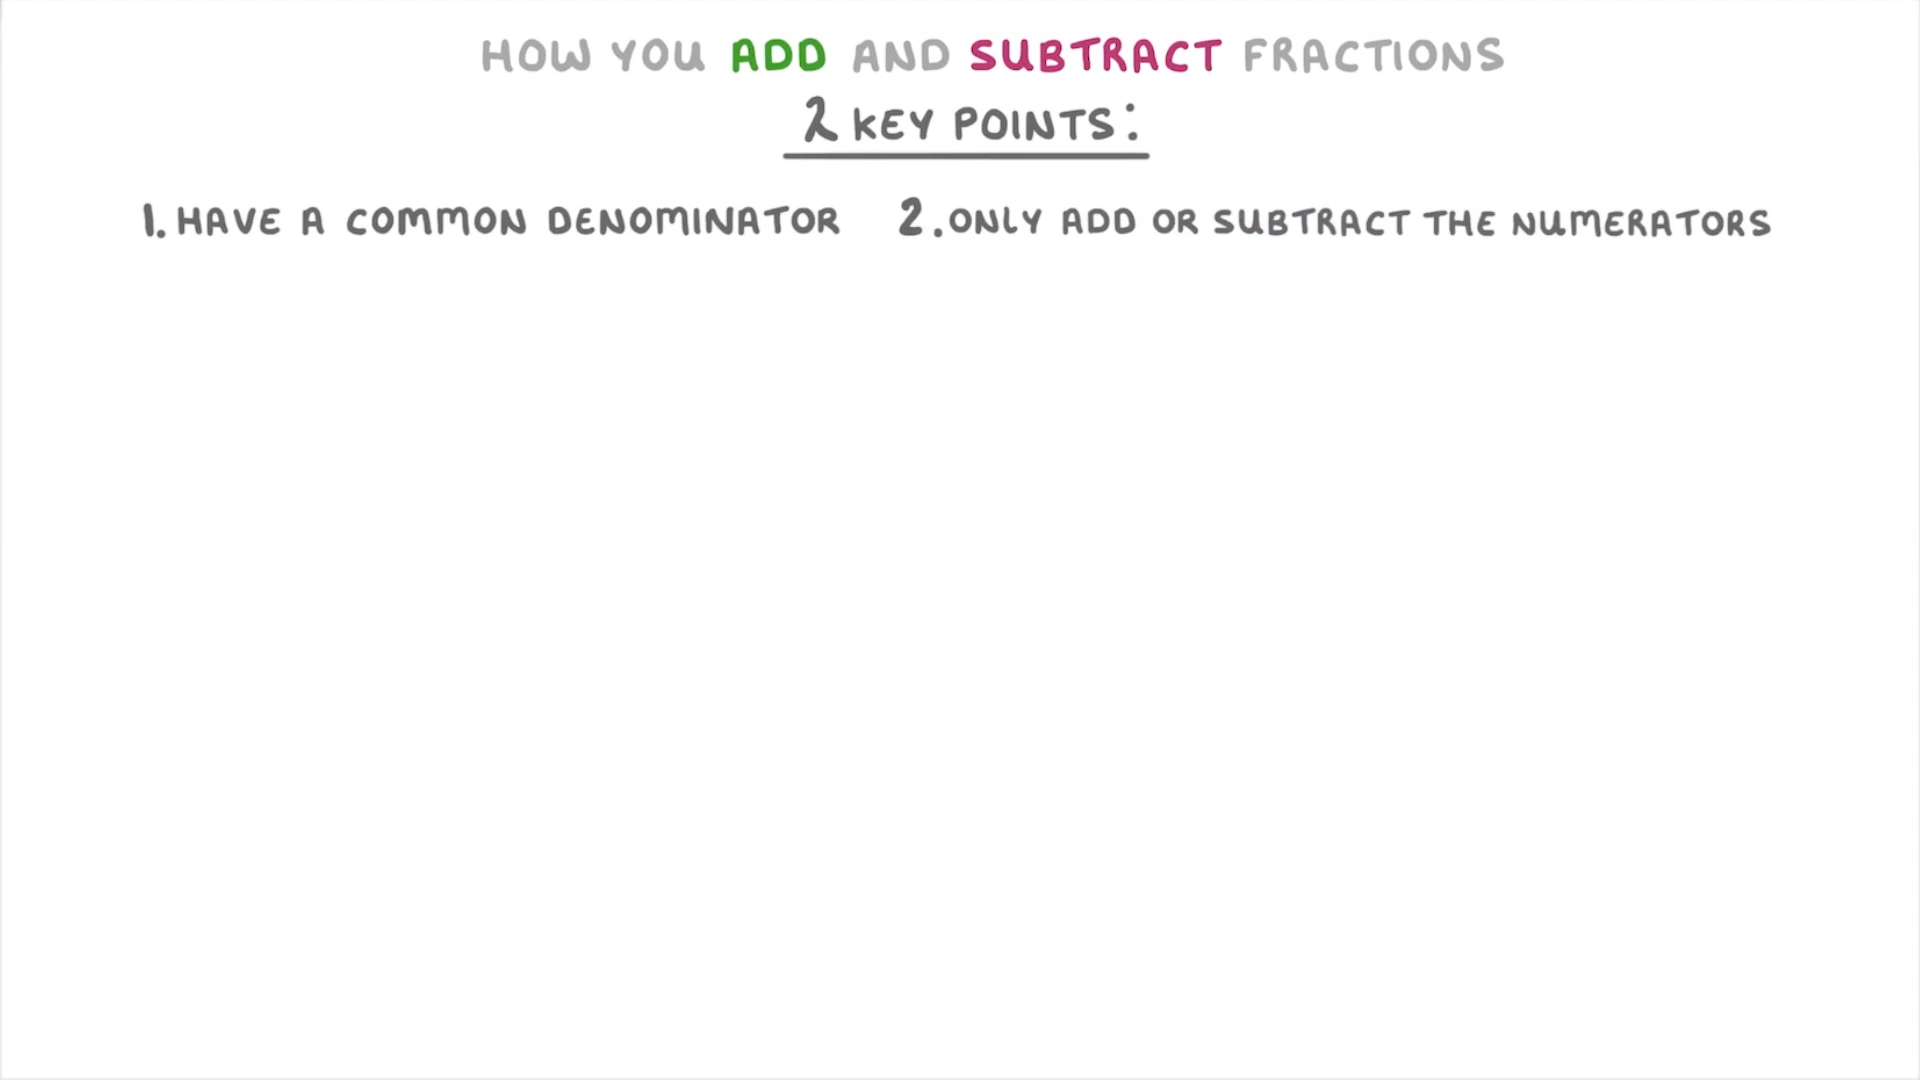 HOW YOU ADD AND SUBTRACT FRACTIONS
2 KEY POINTS:
1. HAVE A COMMON DENOMINATOR
2. ONLY ADD OR SUBTRACT THE NUMERATORS